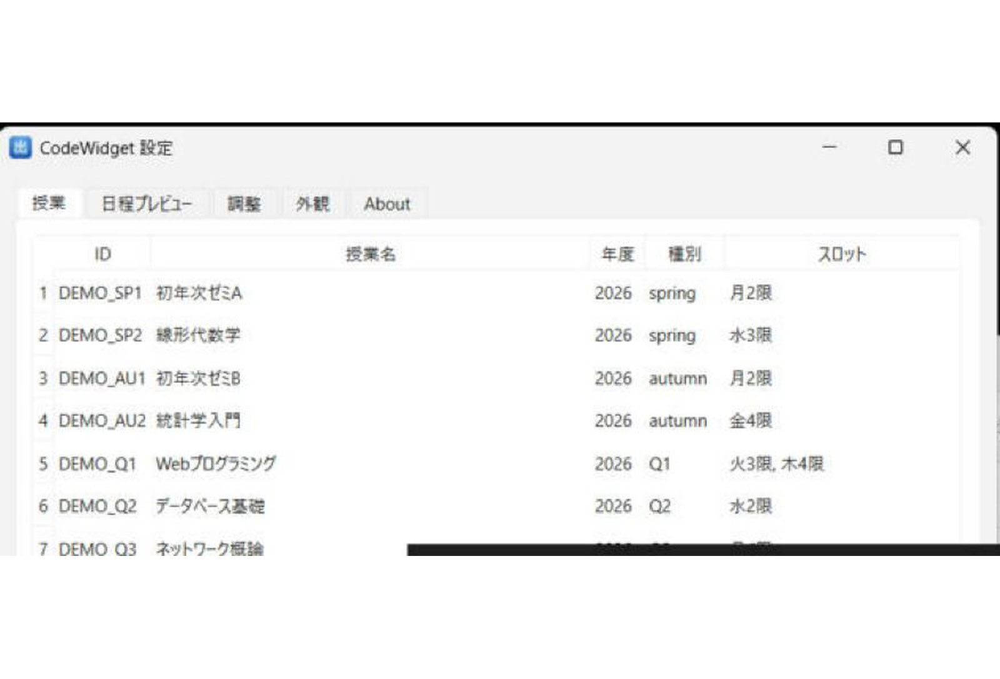 出 CodeWidget 設定
授業 日程プレビュー 調整 外観 About
ID 授業名 年度 種別 スロット
1 DEMO_SP1 初年次ゼミA 2026 spring 月2限
2 DEMO_SP2 線形代数学 2026 spring 水3限
3 DEMO_AU1 初年次ゼミB 2026 autumn 月2限
4 DEMO_AU2 統計学入門 2026 autumn 金4限
5 DEMO_Q1 Webプログラミング 2026 Q1 火3限, 木4限
6 DEMO_Q2 データベース基礎 2026 Q2 水2限
7 DEMO_Q3 ネットワーク概論